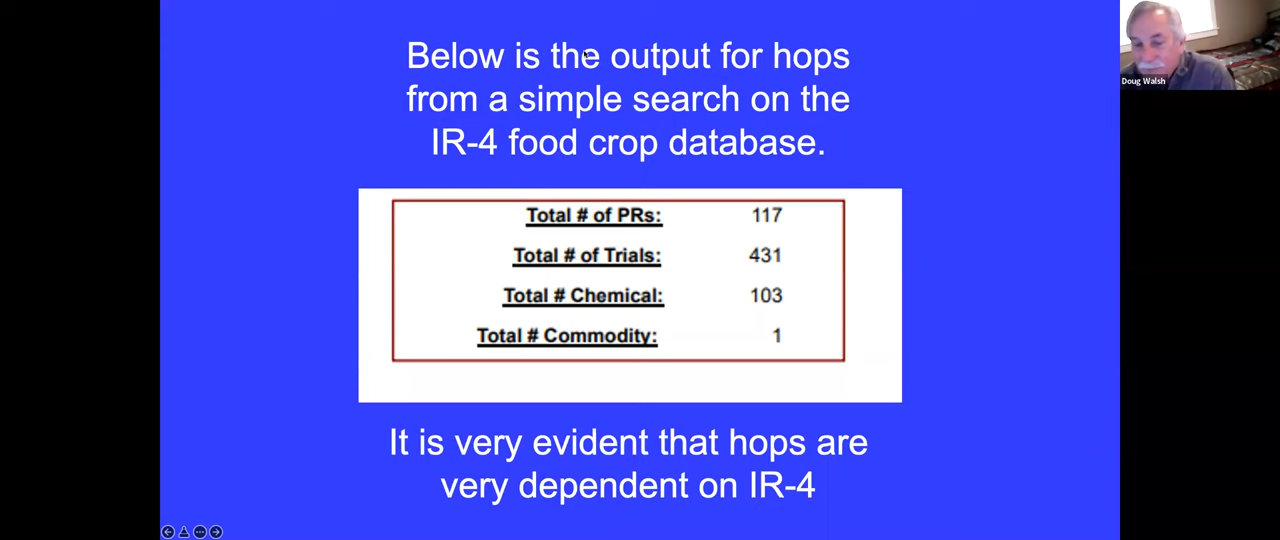 Below is the output for hops
from a simple search on the
IR-4 food crop database.
Total # of PRs: 117
Total # of Trials: 431
Total # Chemical: 103
Total # Commodity: 1
It is very evident that hops are
very dependent on IR-4
Doug Walsh